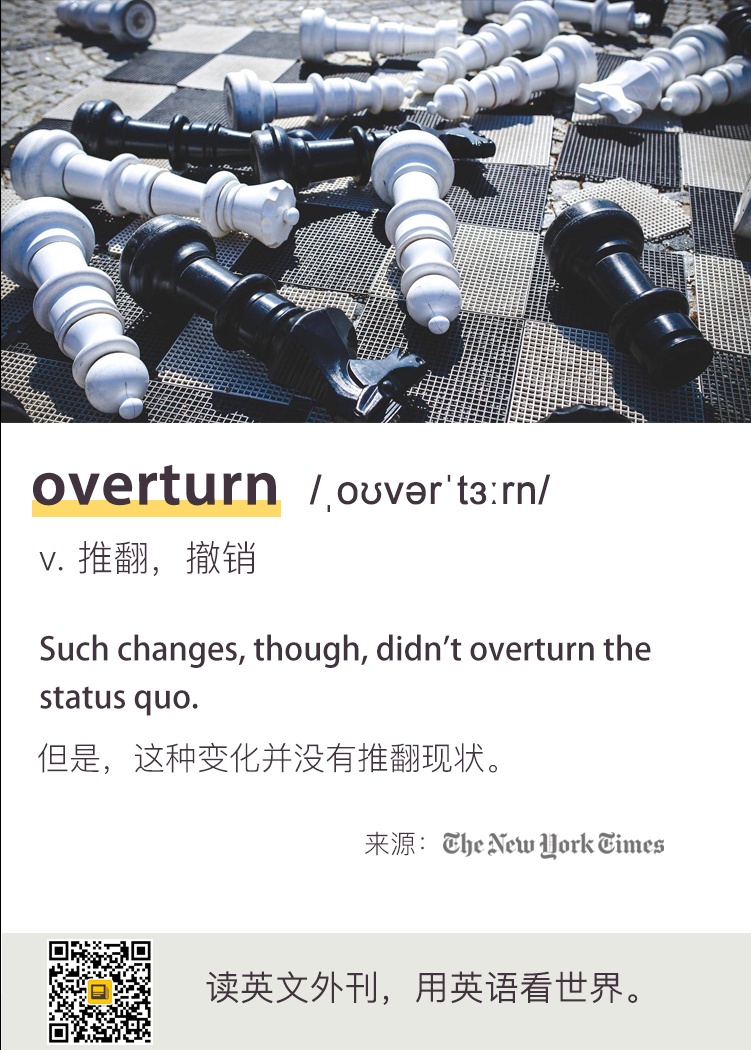 overturn /ˌoʊvərˈtɜːrn/
v. 推翻，撤销
Such changes, though, didn’t overturn the
status quo.
但是，这种变化并没有推翻现状。
来源：The New York Times
读英文外刊，用英语看世界。